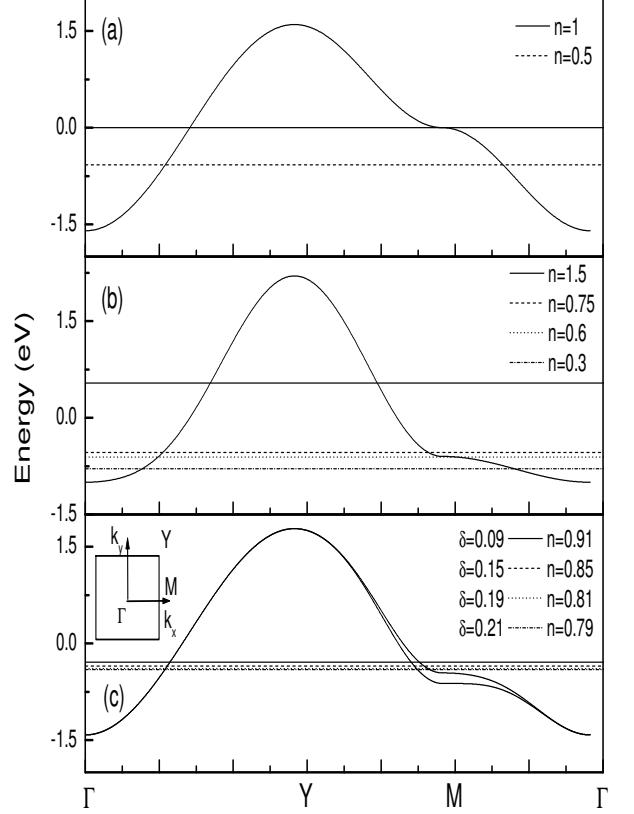 (a)
n=1
n=0.5
1.5
0.0
-1.5
(b)
n=1.5
n=0.75
n=0.6
n=0.3
1.5
0.0
-1.5
Energy (eV)
k_y
Y
M
Γ
k_x
δ=0.09 n=0.91
δ=0.15 n=0.85
δ=0.19 n=0.81
δ=0.21 n=0.79
1.5
0.0
-1.5
(c)
Γ Y M Γ